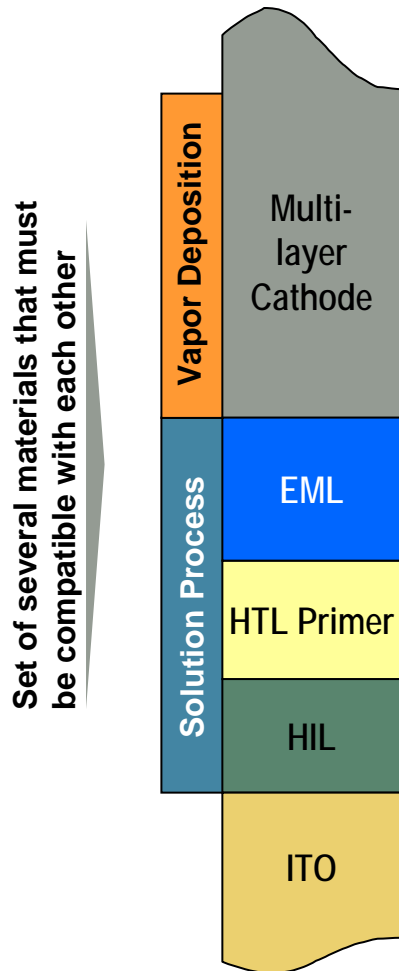 Set of several materials that must
be compatible with each other
Vapor Deposition
Solution Process
Multi-
layer
Cathode
EML
HTL Primer
HIL
ITO